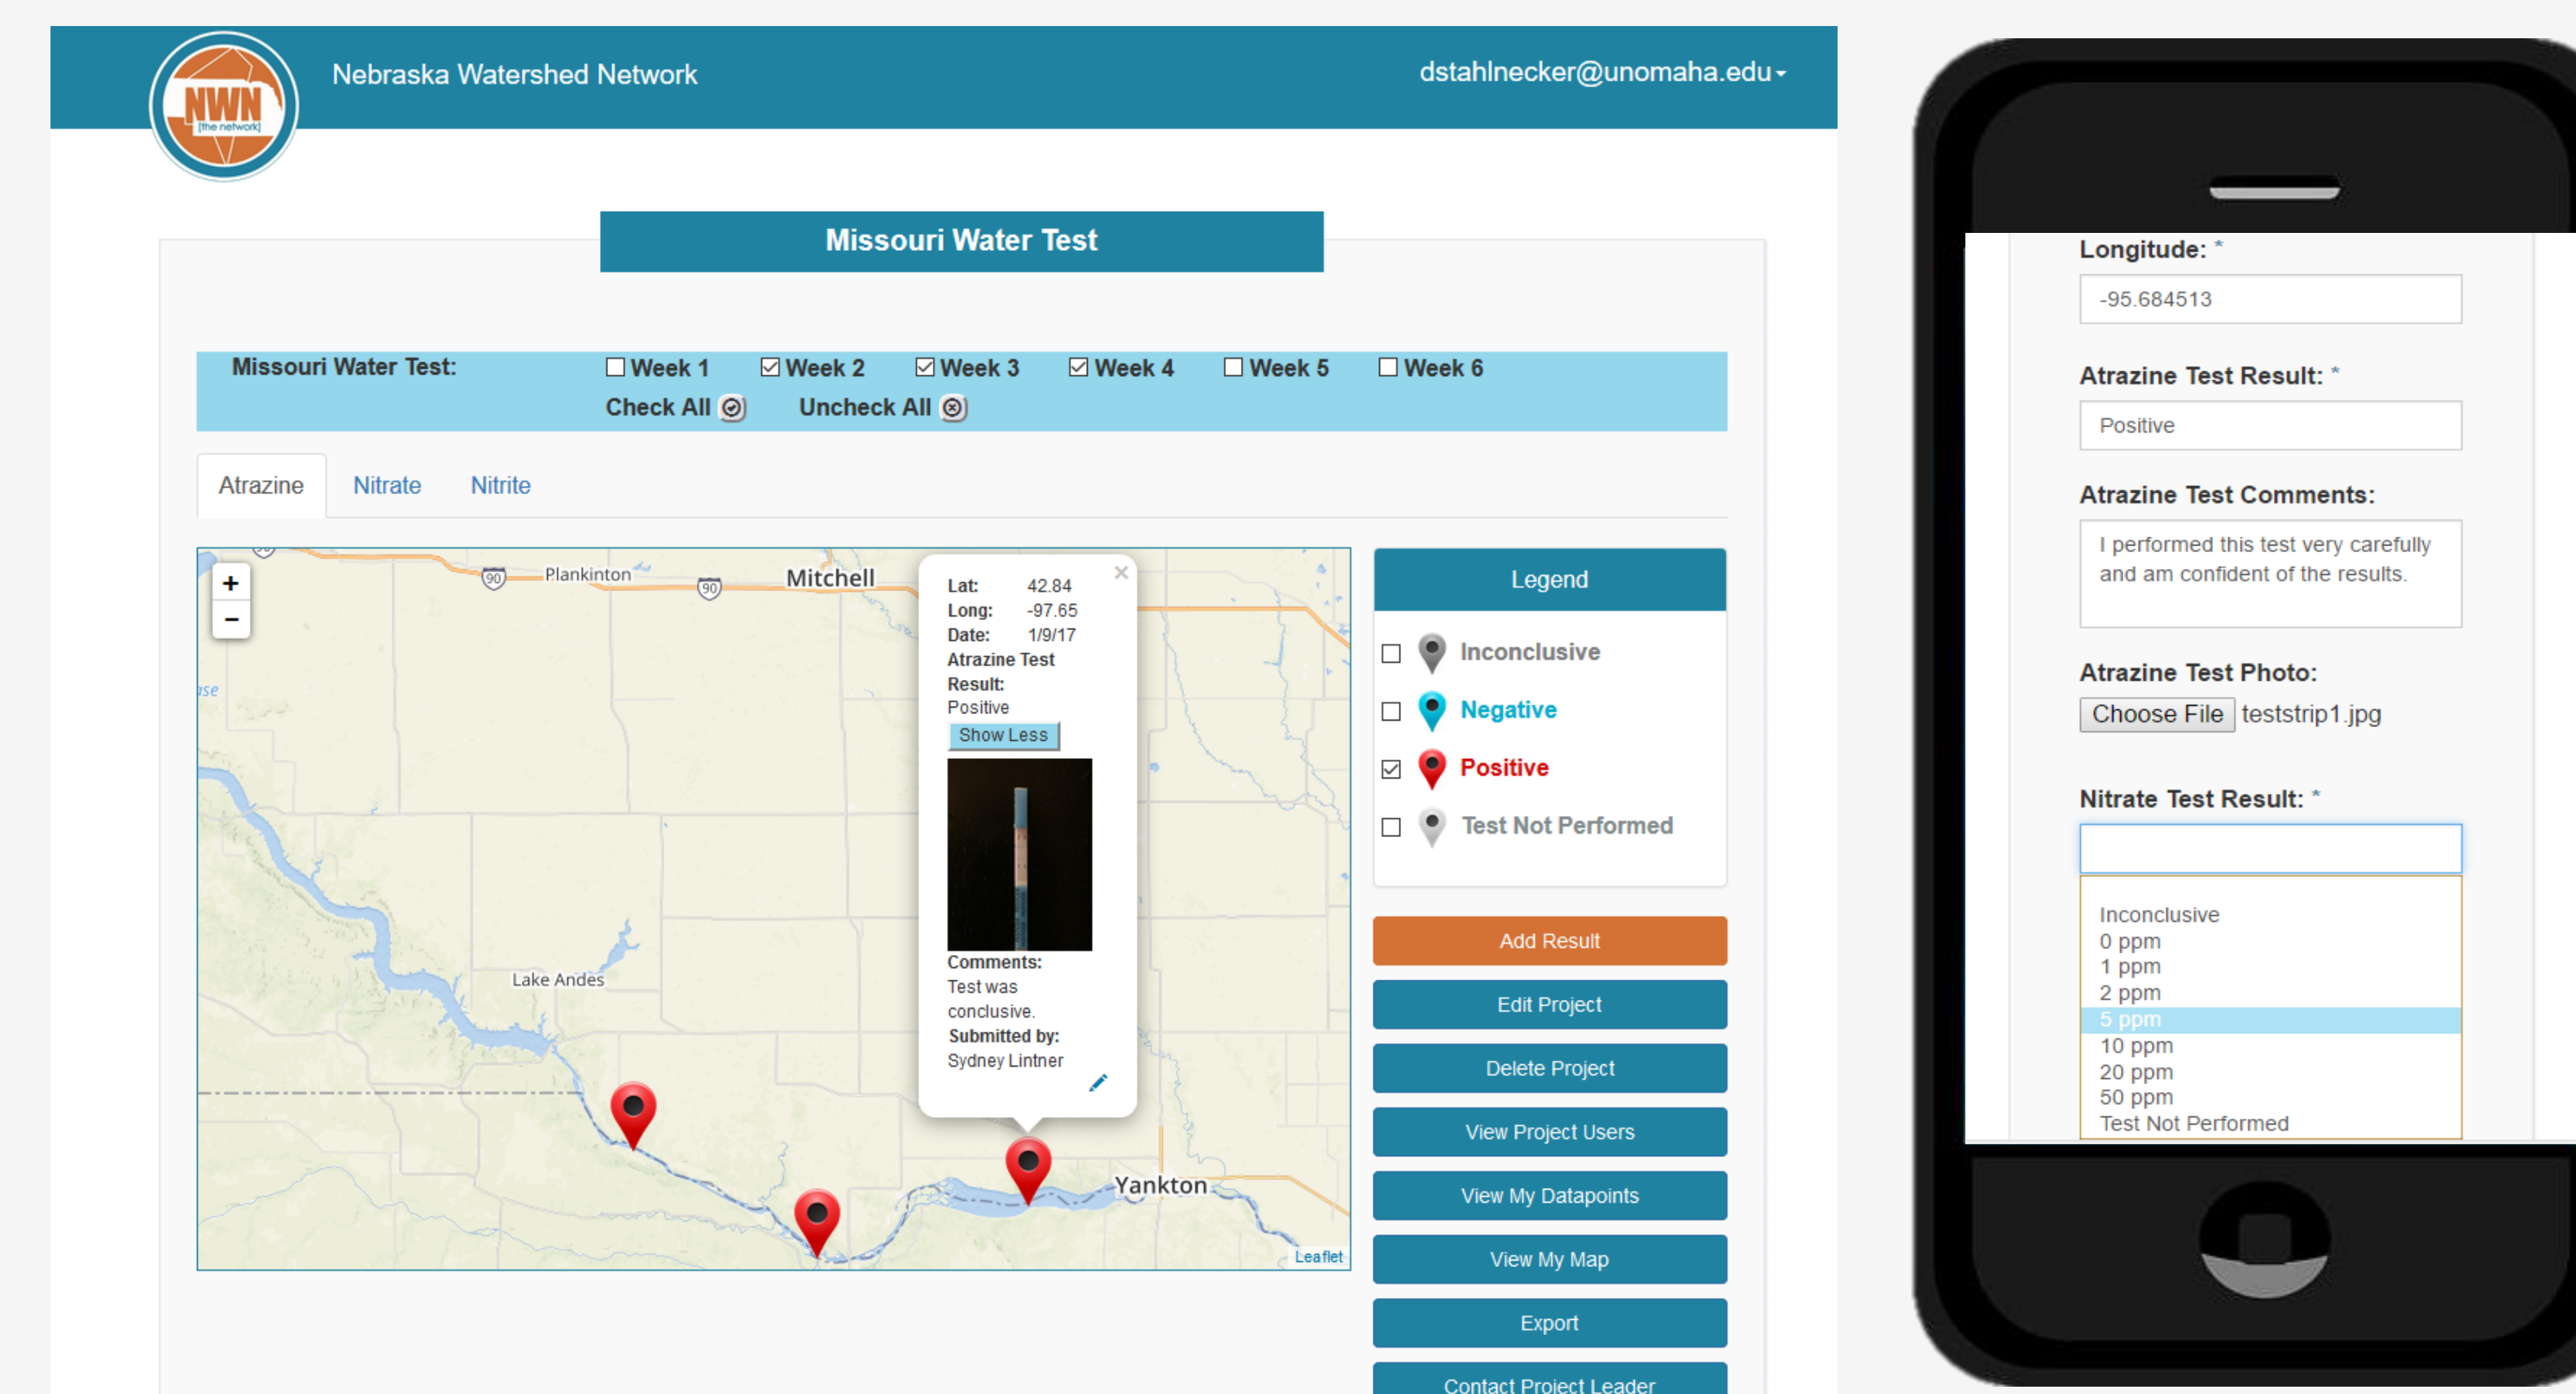 NWN
[the network]
Nebraska Watershed Network
dstahlnecker@unomaha.edu
Missouri Water Test
Missouri Water Test:
Week 1
Week 2
Week 3
Week 4
Week 5
Week 6
Check All
Uncheck All
Atrazine
Nitrate
Nitrite
+
−
90
Plankinton
90
Mitchell
Lake Andes
Yankton
Leaflet
×
Lat: 42.84
Long: -97.65
Date: 1/9/17
Atrazine Test
Result:
Positive
Show Less
Comments:
Test was
conclusive.
Submitted by:
Sydney Lintner
Legend
Inconclusive
Negative
Positive
Test Not Performed
Add Result
Edit Project
Delete Project
View Project Users
View My Datapoints
View My Map
Export
Contact Project Leader
Longitude: *
-95.684513
Atrazine Test Result: *
Positive
Atrazine Test Comments:
I performed this test very carefully
and am confident of the results.
Atrazine Test Photo:
Choose File teststrip1.jpg
Nitrate Test Result: *
Inconclusive
0 ppm
1 ppm
2 ppm
5 ppm
10 ppm
20 ppm
50 ppm
Test Not Performed